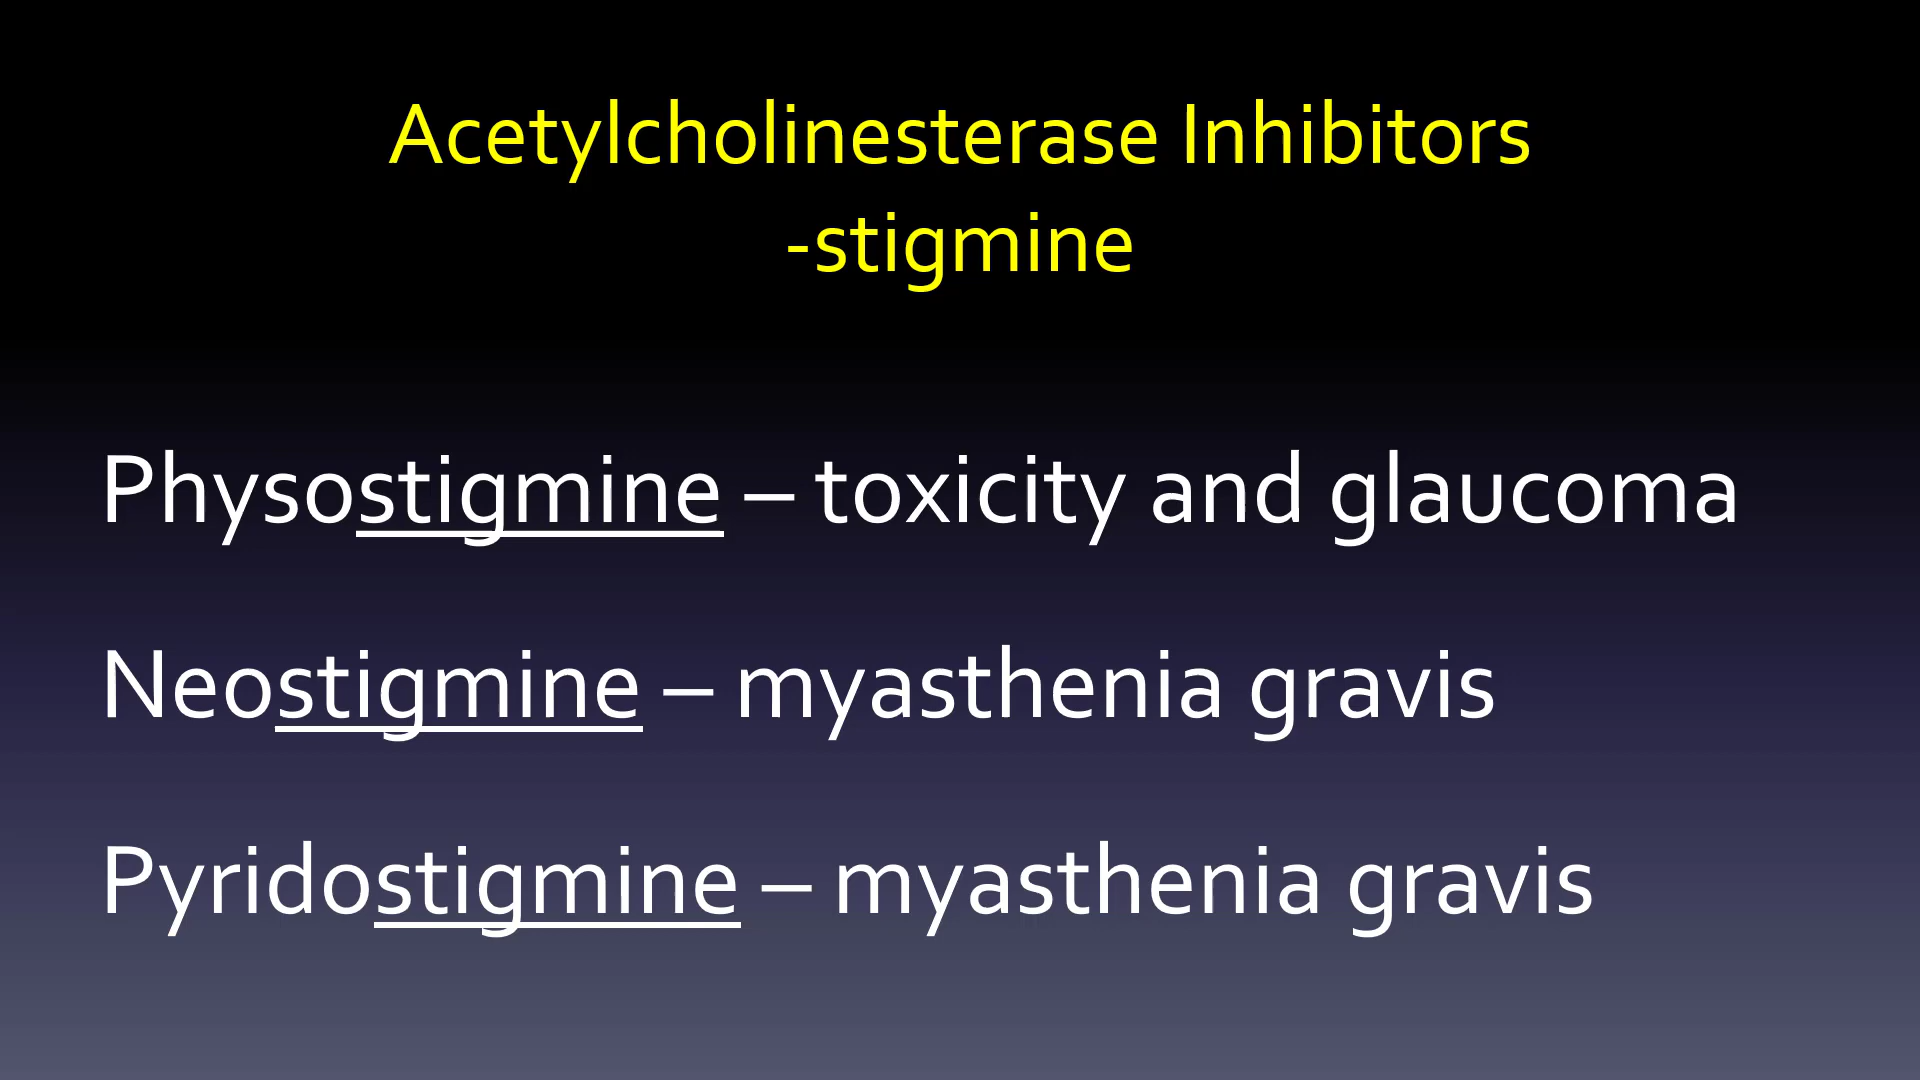 Acetylcholinesterase Inhibitors
-stigmine
Physostigmine – toxicity and glaucoma
Neostigmine – myasthenia gravis
Pyridostigmine – myasthenia gravis